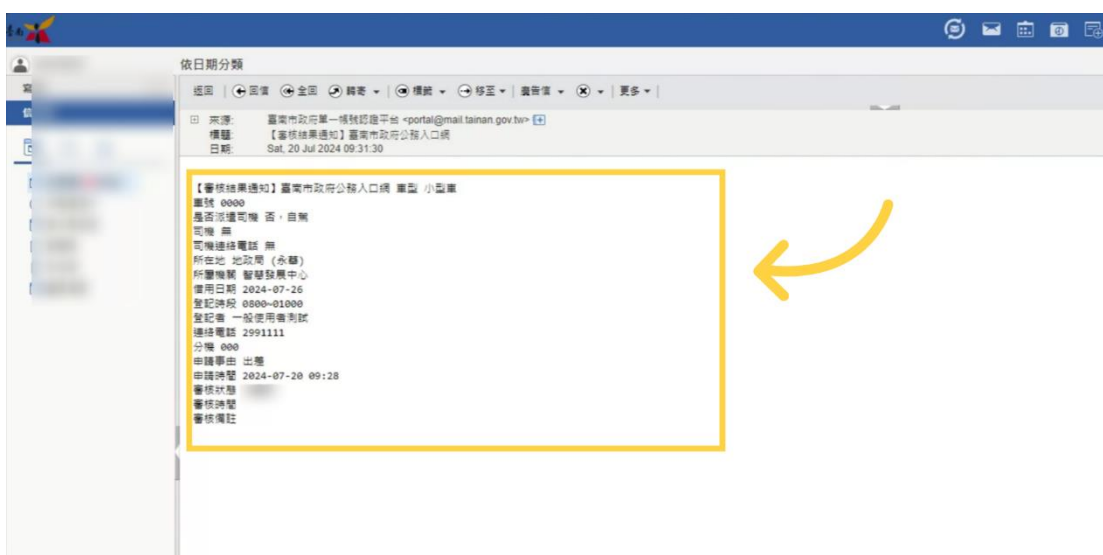 依日期分類
返回 | 回信 全回 轉寄 | 標籤 移至 | 廣告信 | 更多 |
來源: 臺南市政府單一帳號認證平台 <portal@mail.tainan.gov.tw>
標題: 【審核結果通知】臺南市政府公務入口網
日期: Sat, 20 Jul 2024 09:31:30
【審核結果通知】臺南市政府公務入口網 車型 小型車
車號 0000
是否派遣司機 否，自駕
司機 無
司機連絡電話 無
所在地 地政局 (永華)
所屬機關 智慧發展中心
借用日期 2024-07-26
登記時段 0800~01000
登記者 一般使用者測試
連絡電話 2991111
分機 000
申請事由 出差
申請時間 2024-07-20 09:28
審核狀態
審核時間
審核備註